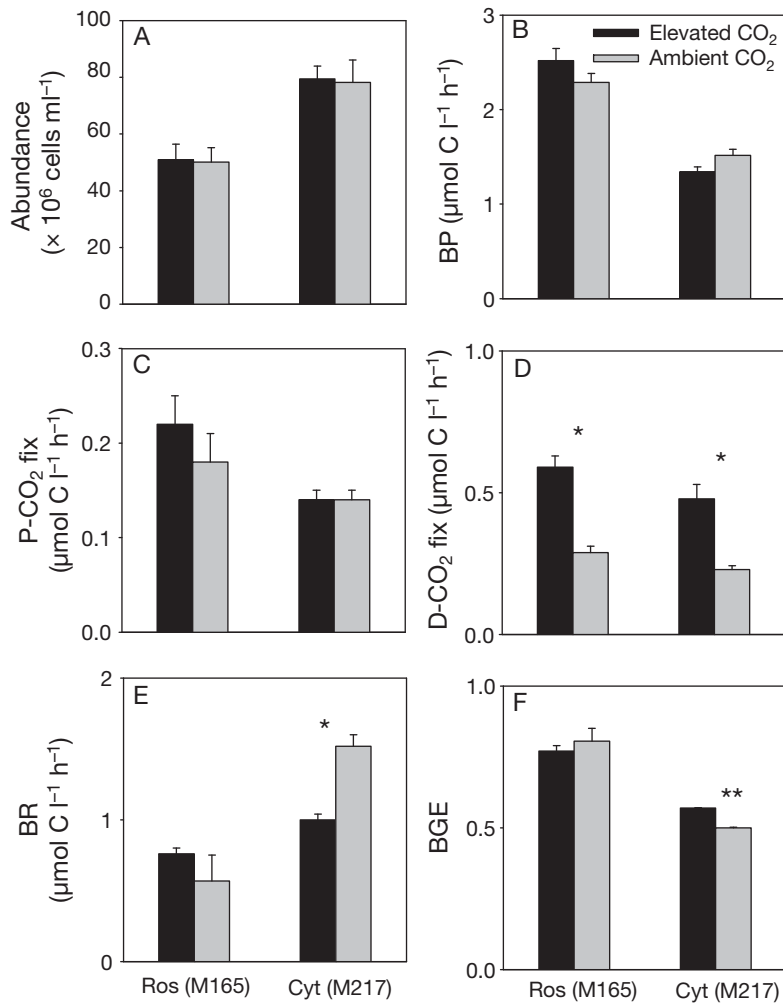 A
Abundance
(× 10⁶ cells ml⁻¹)
100
80
60
40
20
0
B
Elevated CO₂
Ambient CO₂
BP (µmol C l⁻¹ h⁻¹)
3
2
1
0
C
P-CO₂ fix
(µmol C l⁻¹ h⁻¹)
0.3
0.2
0.1
0.0
D
D-CO₂ fix (µmol C l⁻¹ h⁻¹)
1.0
0.5
0.0
*
*
E
BR
(µmol C l⁻¹ h⁻¹)
2
1
0
*
Ros (M165)
Cyt (M217)
F
BGE
1.0
0.5
0.0
**
Ros (M165)
Cyt (M217)